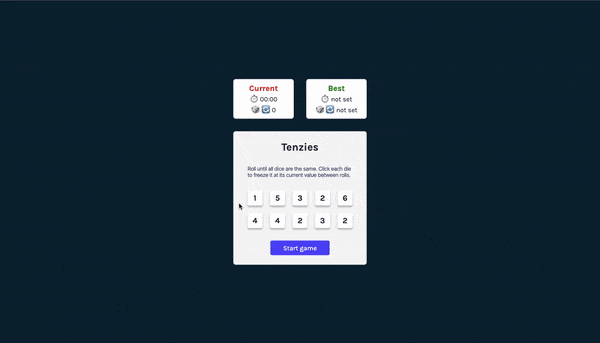 Current
00:00
0
Best
not set
not set
Tenzies
Roll until all dice are the same. Click each die
to freeze it at its current value between rolls.
1 5 3 2 6
4 4 2 3 2
Start game